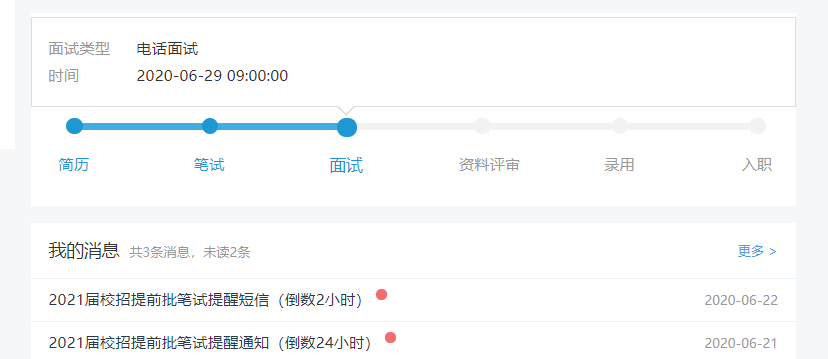 面试类型 电话面试
时间 2020-06-29 09:00:00
简历 笔试 面试 资料评审 录用 入职
我的消息 共3条消息，未读2条 更多 >
2021届校招提前批笔试提醒短信（倒数2小时） 2020-06-22
2021届校招提前批笔试提醒通知（倒数24小时） 2020-06-21